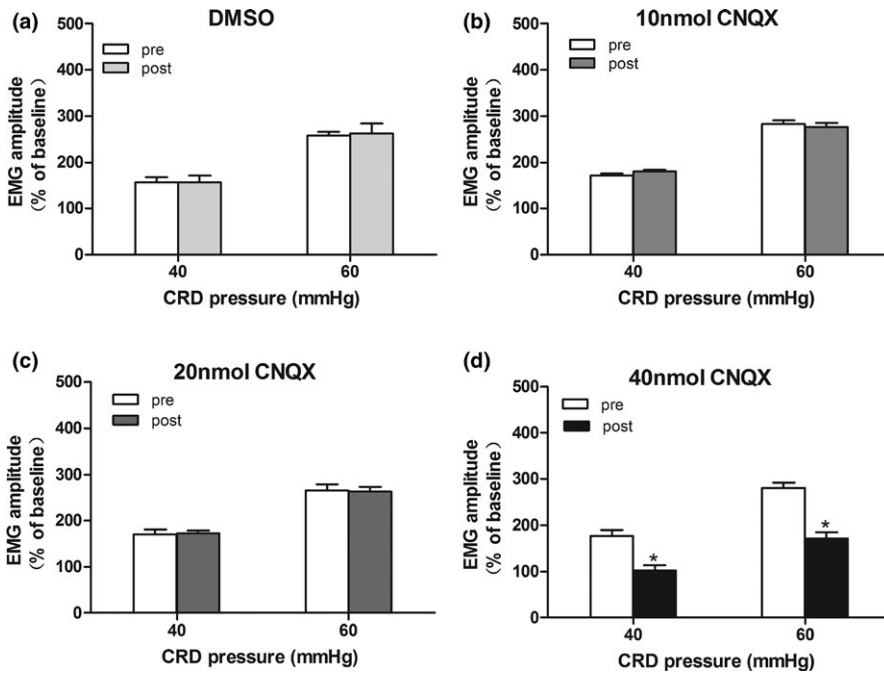 (a)
DMSO
EMG amplitude
(% of baseline)
500
400
300
200
100
0
pre
post
40
60
CRD pressure (mmHg)
(b)
10nmol CNQX
EMG amplitude
(% of baseline)
500
400
300
200
100
0
pre
post
40
60
CRD pressure (mmHg)
(c)
20nmol CNQX
EMG amplitude
(% of baseline)
500
400
300
200
100
0
pre
post
40
60
CRD pressure (mmHg)
(d)
40nmol CNQX
EMG amplitude
(% of baseline)
500
400
300
200
100
0
pre
post
*
*
40
60
CRD pressure (mmHg)